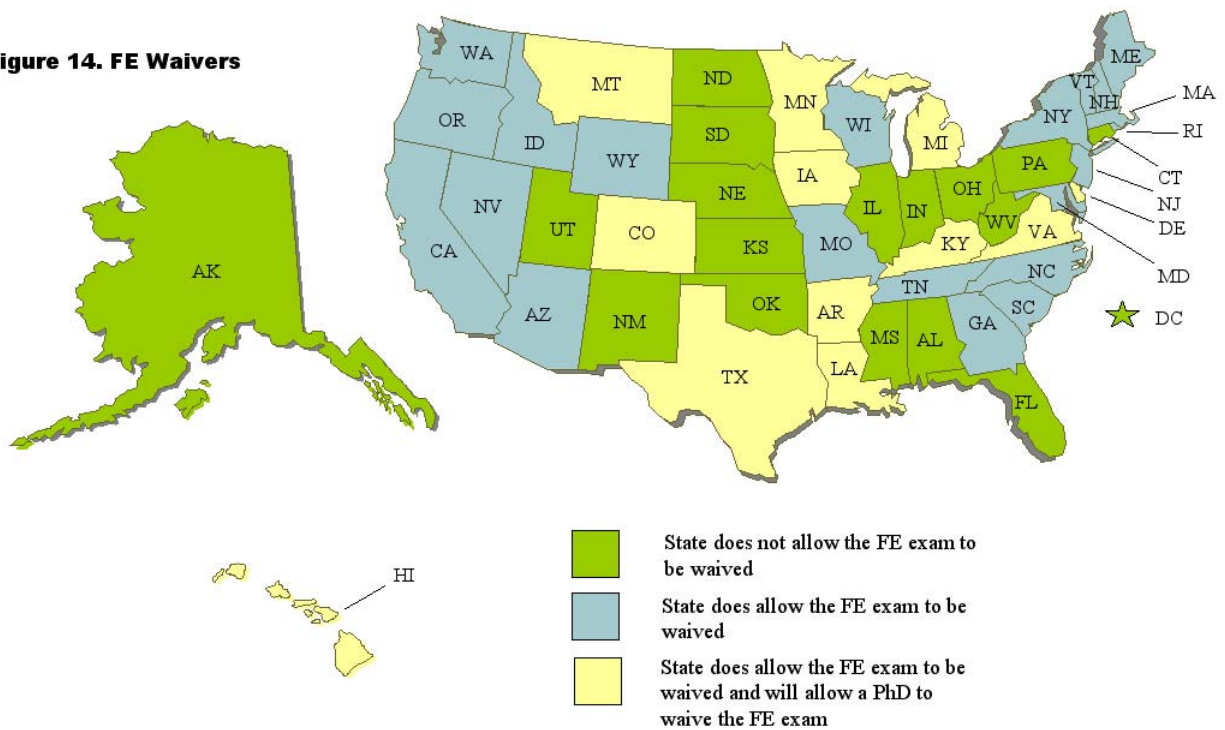 igure 14. FE Waivers
WA
MT
ND
MN
ME
VT
NH
MA
OR
ID
SD
WI
NY
MI
RI
WY
IA
PA
CT
NE
NV
IL
IN
OH
NJ
UT
CO
WV
VA
DE
CA
KS
MO
KY
AK
MD
TN
NC
AZ
NM
OK
AR
SC
DC
MS
AL
GA
TX
LA
FL
HI
State does not allow the FE exam to
be waived
State does allow the FE exam to be
waived
State does allow the FE exam to be
waived and will allow a PhD to
waive the FE exam